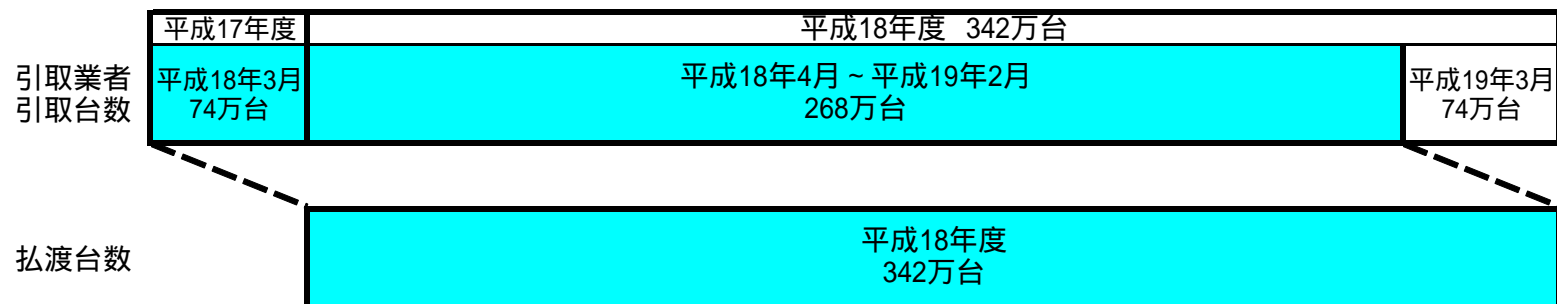 平成17年度
平成18年度 342万台
引取業者
引取台数
平成18年3月
74万台
平成18年4月～平成19年2月
268万台
平成19年3月
74万台
払渡台数
平成18年度
342万台